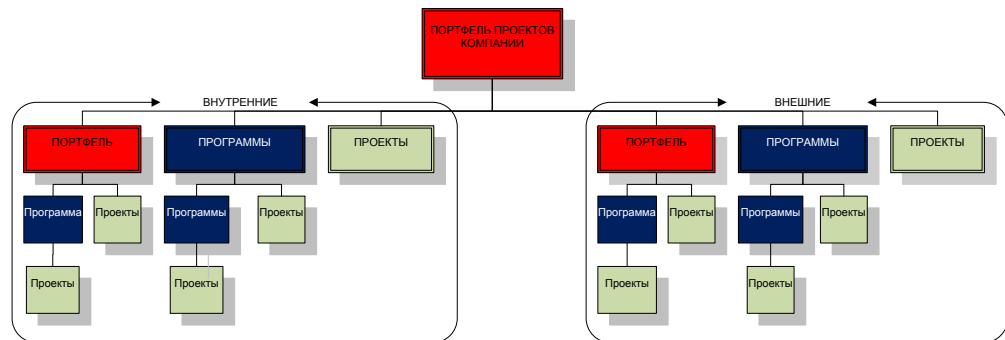 ПОРТФЕЛЬ ПРОЕКТОВ
КОМПАНИИ
ВНУТРЕННИЕ
ВНЕШНИЕ
ПОРТФЕЛЬ
ПРОГРАММЫ
ПРОЕКТЫ
ПОРТФЕЛЬ
ПРОГРАММЫ
ПРОЕКТЫ
Программа
Проекты
Программы
Проекты
Программа
Проекты
Программы
Проекты
Проекты
Проекты
Проекты
Проекты